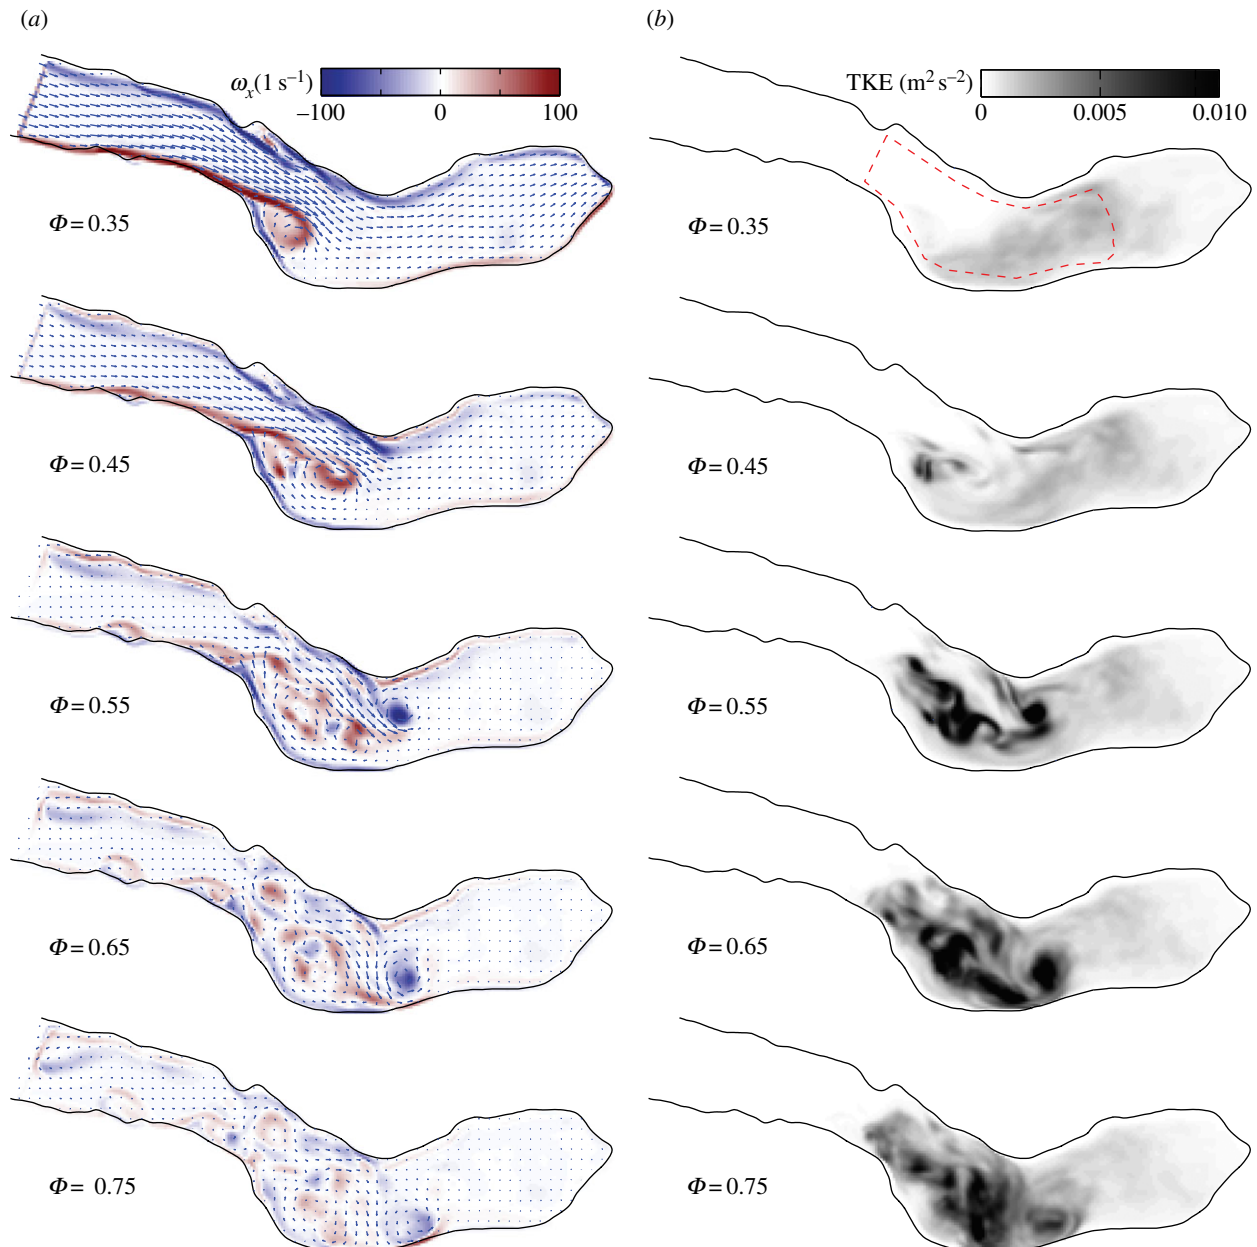 (a)
(b)
ωx(1 s−1)
−100 0 100
TKE (m2 s−2)
0 0.005 0.010
Φ = 0.35
Φ = 0.35
Φ = 0.45
Φ = 0.45
Φ = 0.55
Φ = 0.55
Φ = 0.65
Φ = 0.65
Φ = 0.75
Φ = 0.75